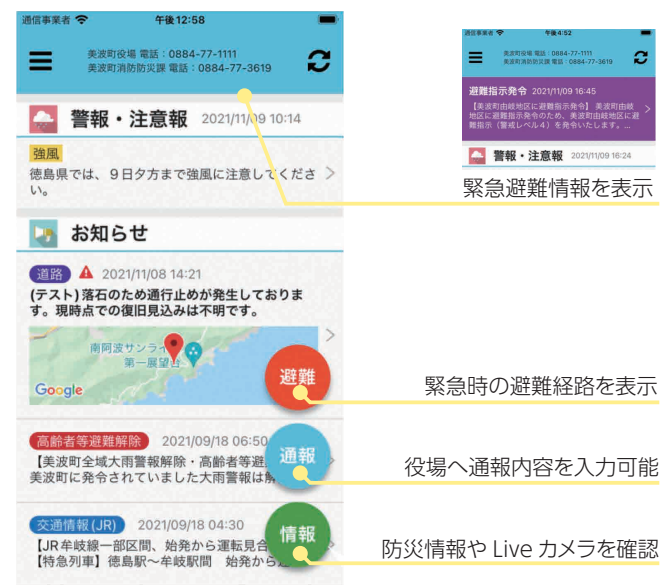 通信事業者 午後12:58
美波町役場 電話：0884-77-1111
美波町消防防災課 電話：0884-77-3619
警報・注意報 2021/11/09 10:14
強風
徳島県では、９日夕方まで強風に注意してくださ
い。
お知らせ
道路 2021/11/08 14:21
(テスト)落石のため通行止めが発生しておりま
す。現時点での復旧見込みは不明です。
南阿波サンライ
第一展望台
Google
避難
高齢者等避難解除 2021/09/18 06:50
【美波町全域大雨警報解除・高齢者等避
美波町に発令されていました大雨警報は解
通報
交通情報(JR) 2021/09/18 04:30
【JR牟岐線一部区間、始発から運転見合
【特急列車】徳島駅〜牟岐駅間 始発から
情報
通信事業者 午後4:52
美波町役場 電話：0884-77-1111
美波町消防防災課 電話：0884-77-3619
避難指示発令 2021/11/09 16:45
【美波町由岐地区に避難指示発令】 美波町由岐
地区に避難指示発令のため、美波町由岐地区に避
難指示（警戒レベル４）を発令いたします。...
警報・注意報 2021/11/09 16:24
緊急避難情報を表示
緊急時の避難経路を表示
役場へ通報内容を入力可能
防災情報や Live カメラを確認